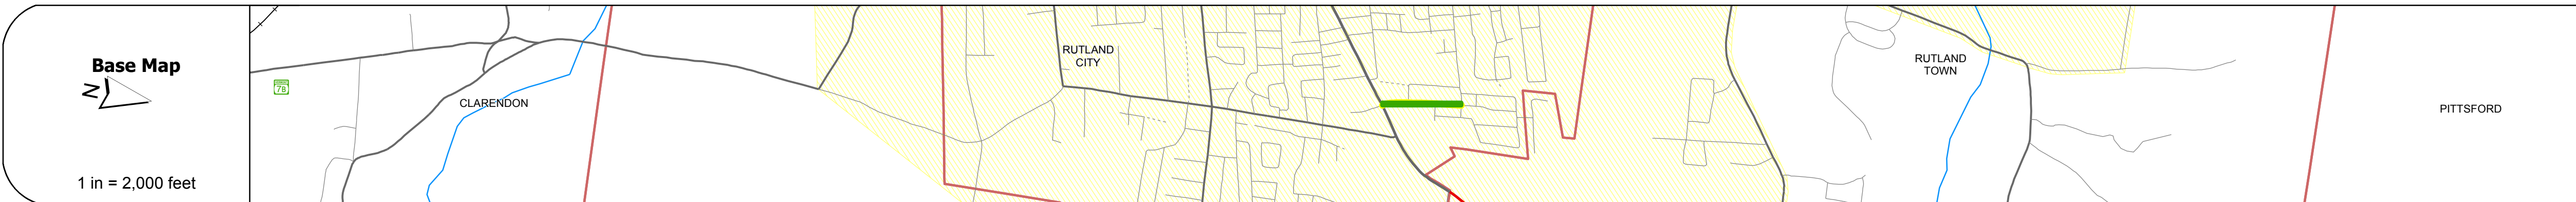 Base Map
N
1 in = 2,000 feet
7B
CLARENDON
RUTLAND
CITY
RUTLAND
TOWN
PITTSFORD